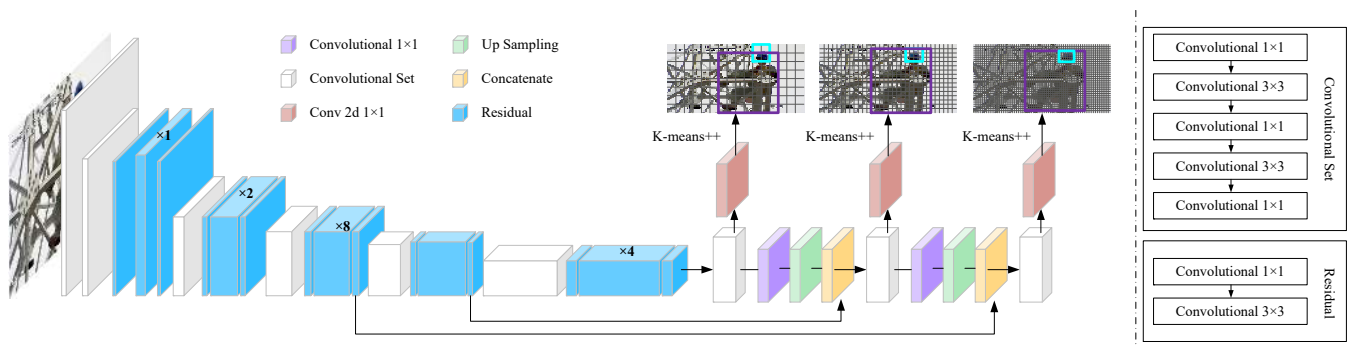 Convolutional 1×1
Up Sampling
Convolutional Set
Concatenate
Conv 2d 1×1
Residual
×1
×2
×8
×4
K-means++
K-means++
K-means++
Convolutional 1×1
Convolutional 3×3
Convolutional 1×1
Convolutional 3×3
Convolutional 1×1
Convolutional Set
Convolutional 1×1
Convolutional 3×3
Residual